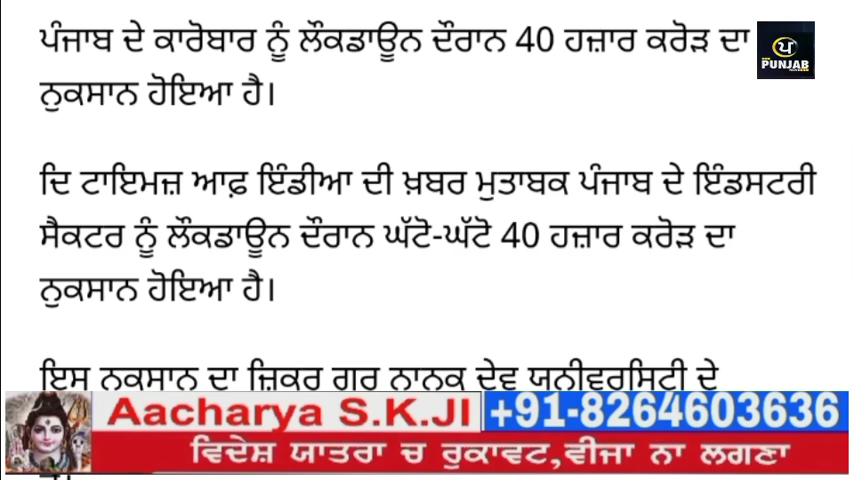 ਪੰਜਾਬ ਦੇ ਕਾਰੋਬਾਰ ਨੂੰ ਲੌਕਡਾਊਨ ਦੌਰਾਨ 40 ਹਜ਼ਾਰ ਕਰੋੜ ਦਾ
ਨੁਕਸਾਨ ਹੋਇਆ ਹੈ।
ਪ
PUNJAB
ਦਿ ਟਾਇਮਜ਼ ਆਫ਼ ਇੰਡੀਆ ਦੀ ਖ਼ਬਰ ਮੁਤਾਬਕ ਪੰਜਾਬ ਦੇ ਇੰਡਸਟਰੀ
ਸੈਕਟਰ ਨੂੰ ਲੌਕਡਾਊਨ ਦੌਰਾਨ ਘੱਟੋ-ਘੱਟੋ 40 ਹਜ਼ਾਰ ਕਰੋੜ ਦਾ
ਨੁਕਸਾਨ ਹੋਇਆ ਹੈ।
ਇਸ ਨੁਕਸਾਨ ਦਾ ਜ਼ਿਕਰ ਗੁਰੂ ਨਾਨਕ ਦੇਵ ਯੂਨੀਵਰਸਿਟੀ ਦੇ
Aacharya S.K.JI +91-8264603636
ਵਿਦੇਸ਼ ਯਾਤਰਾ ਚ ਰੁਕਾਵਟ,ਵੀਜਾ ਨਾ ਲਗਣਾ